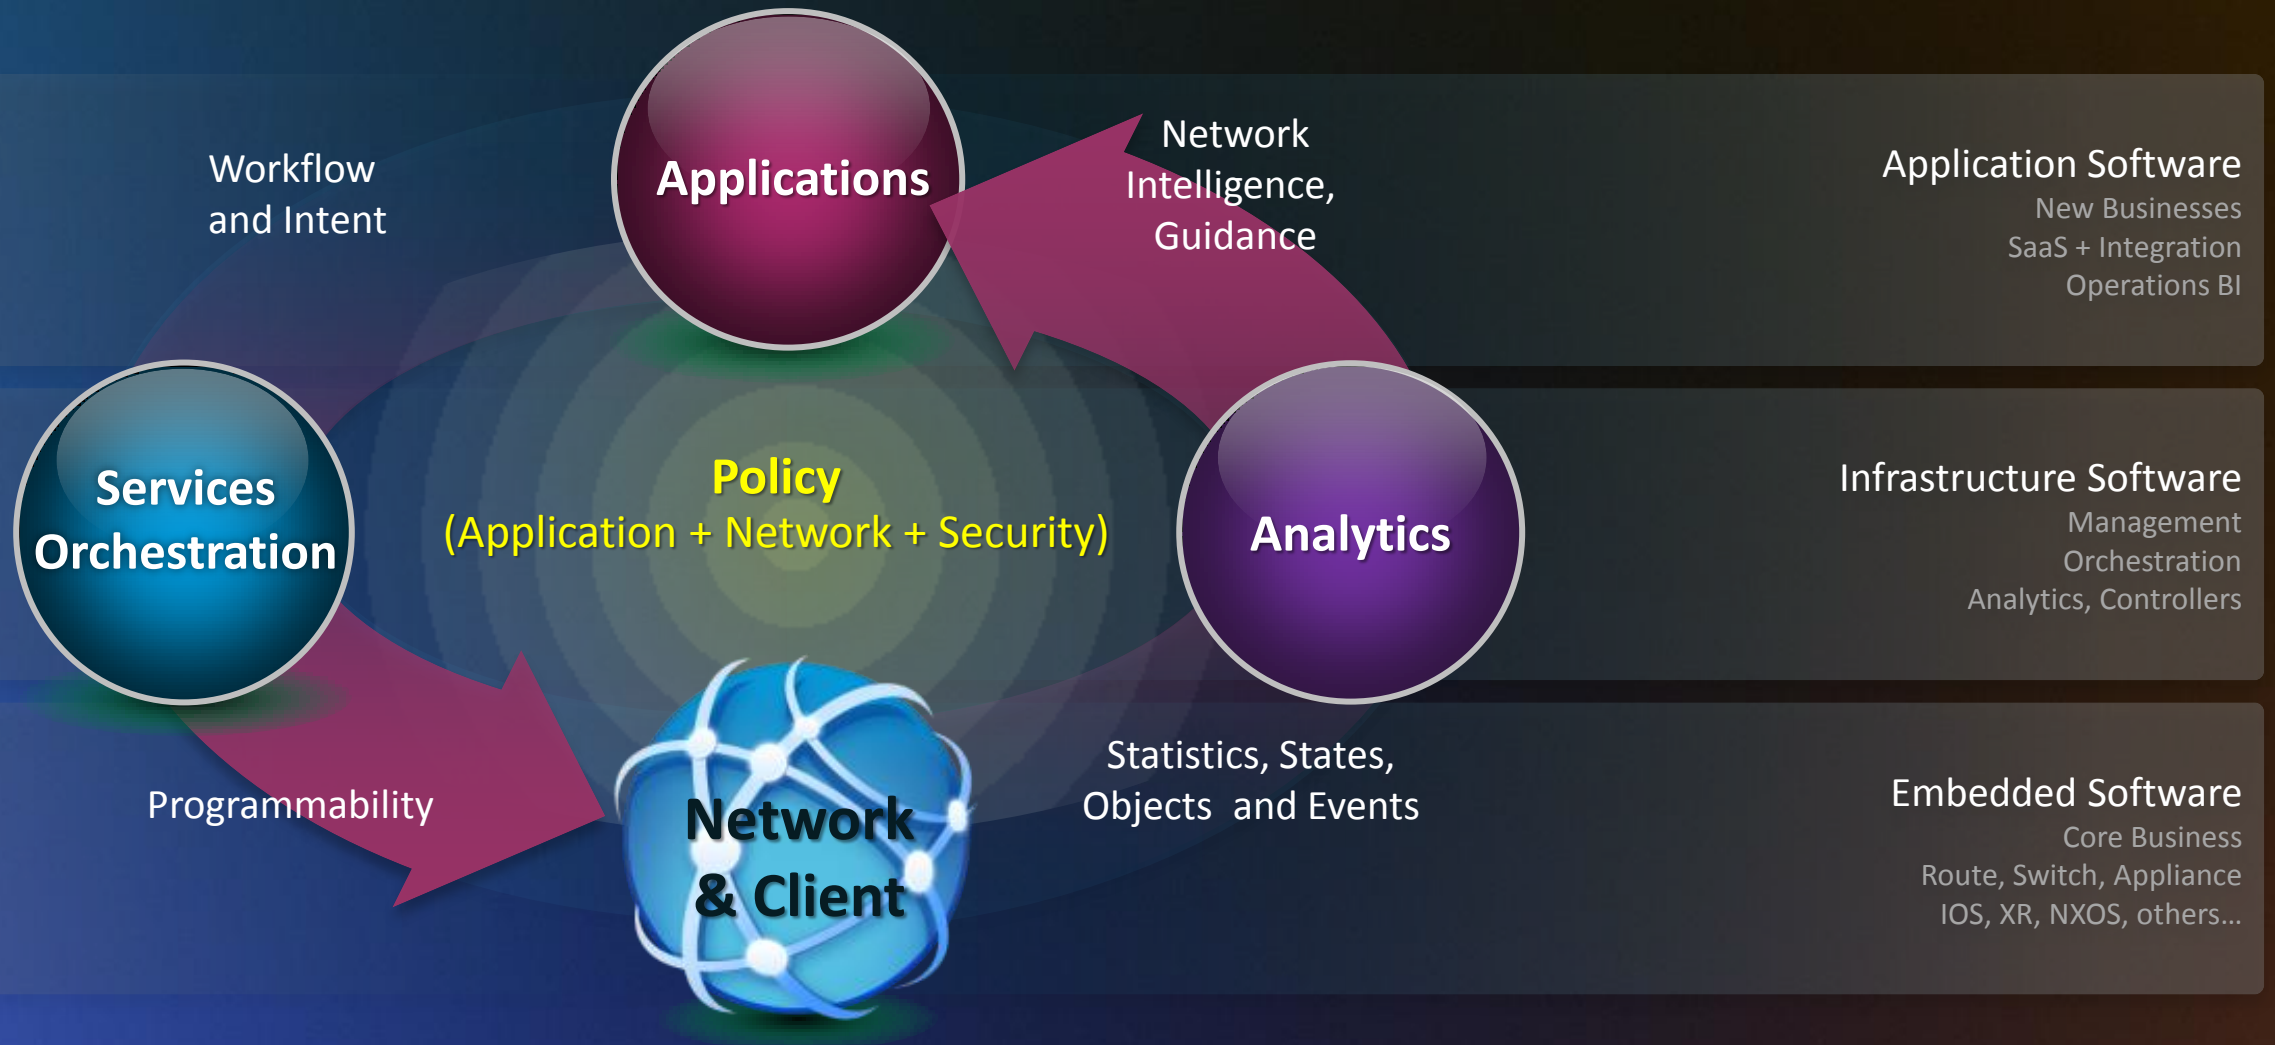 Applications
Workflow
and Intent
Network
Intelligence,
Guidance
Application Software
New Businesses
SaaS + Integration
Operations BI
Services
Orchestration
Policy
(Application + Network + Security)
Analytics
Infrastructure Software
Management
Orchestration
Analytics, Controllers
Programmability
Network
& Client
Statistics, States,
Objects  and Events
Embedded Software
Core Business
Route, Switch, Appliance
IOS, XR, NXOS, others...